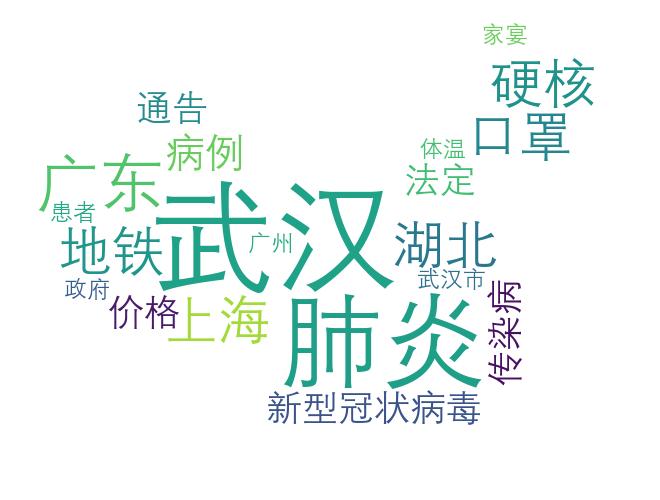 家宴
硬核
通告
口罩
病例
体温
广东
法定
患者
武汉
地铁
广州
湖北
武汉市
政府
价格
上海
肺炎
传染病
新型冠状病毒